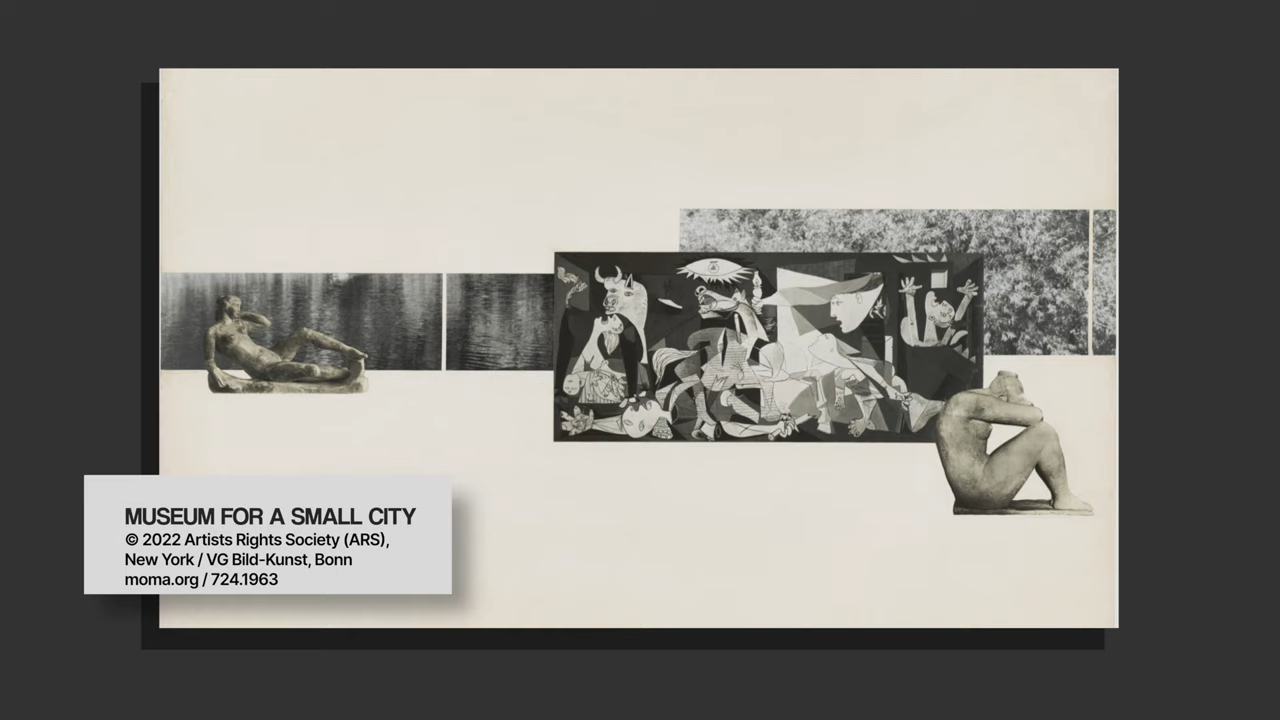 MUSEUM FOR A SMALL CITY
© 2022 Artists Rights Society (ARS),
New York / VG Bild-Kunst, Bonn
moma.org / 724.1963